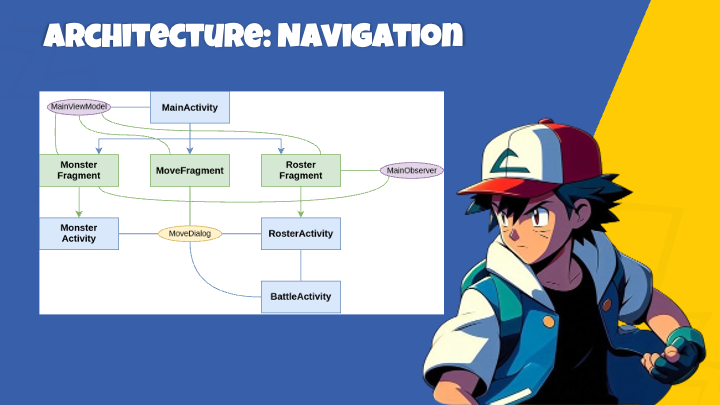 Architecture: Navigation
MainViewModel
MainActivity
Monster
Fragment
MoveFragment
Roster
Fragment
MainObserver
Monster
Activity
MoveDialog
RosterActivity
BattleActivity